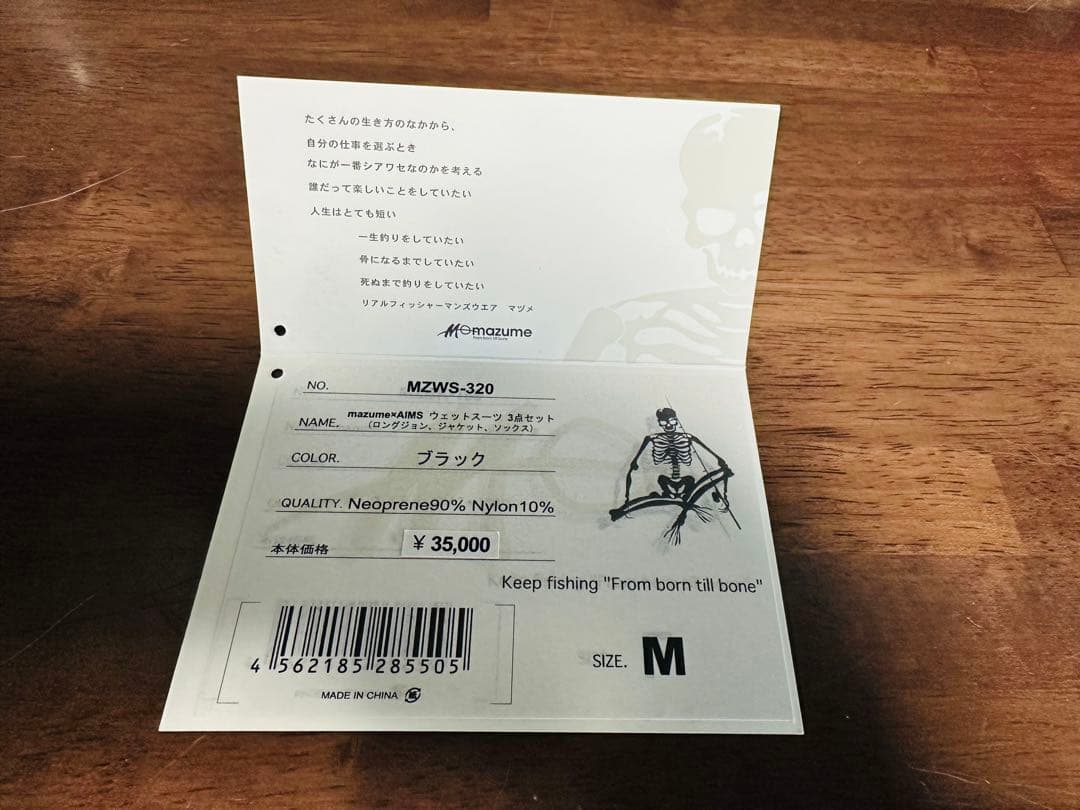 たくさんの生き方のなかから、
自分の仕事を選ぶとき
なにが一番シアワセなのかを考える
誰だって楽しいことをしていたい
人生はとても短い
一生釣りをしていたい
骨になるまでしていたい
死ぬまで釣りをしていたい
リアルフィッシャーマンズウエア　マヅメ
mazume
From born till bone
NO. MZWS-320
NAME. mazume×AIMS ウェットスーツ 3点セット
（ロングジョン、ジャケット、ソックス）
COLOR. ブラック
QUALITY. Neoprene90% Nylon10%
本体価格 ￥35,000
Keep fishing "From born till bone"
4 562185 285505
SIZE. M
MADE IN CHINA